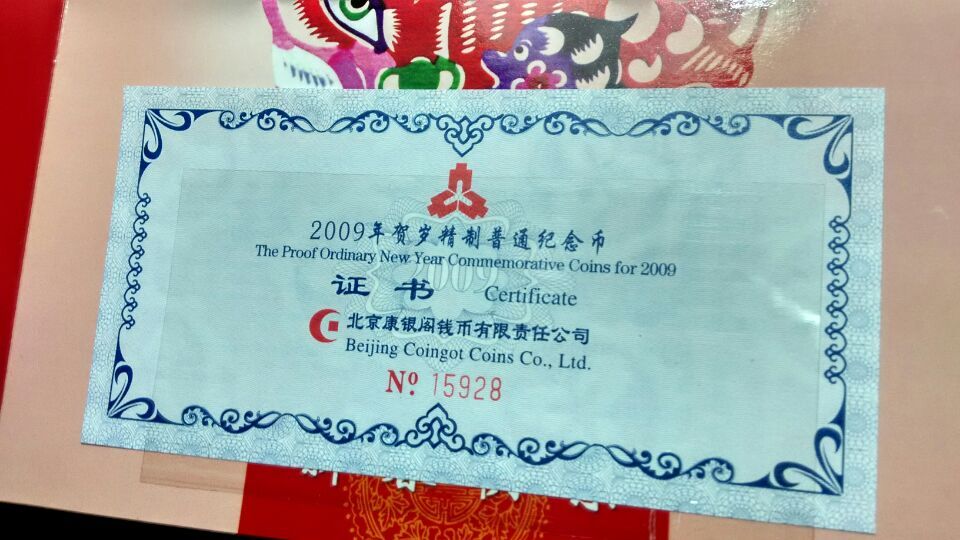 2009年贺岁精制普通纪念币
The Proof Ordinary New Year Commemorative Coins for 2009
证书 Certificate
北京康银阁钱币有限责任公司
Beijing Coingot Coins Co., Ltd.
Nº 15928